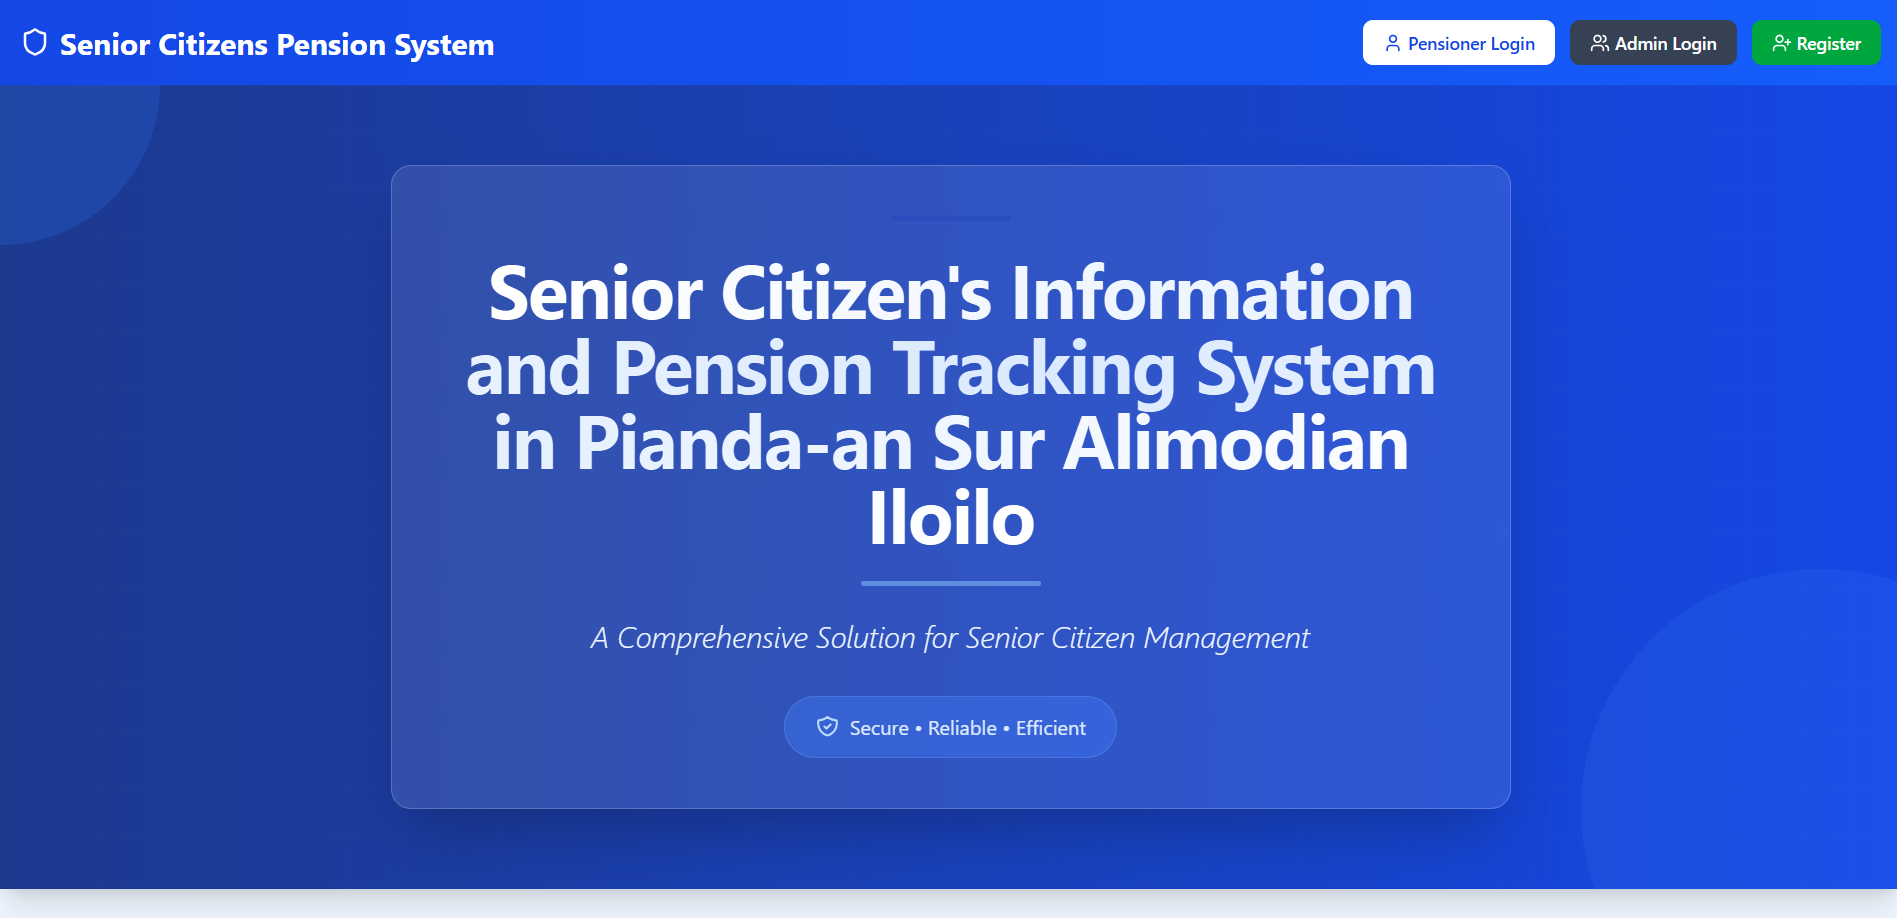 Senior Citizens Pension System
Pensioner Login
Admin Login
Register
Senior Citizen's Information
and Pension Tracking System
in Pianda-an Sur Alimodian
Iloilo
A Comprehensive Solution for Senior Citizen Management
Secure • Reliable • Efficient